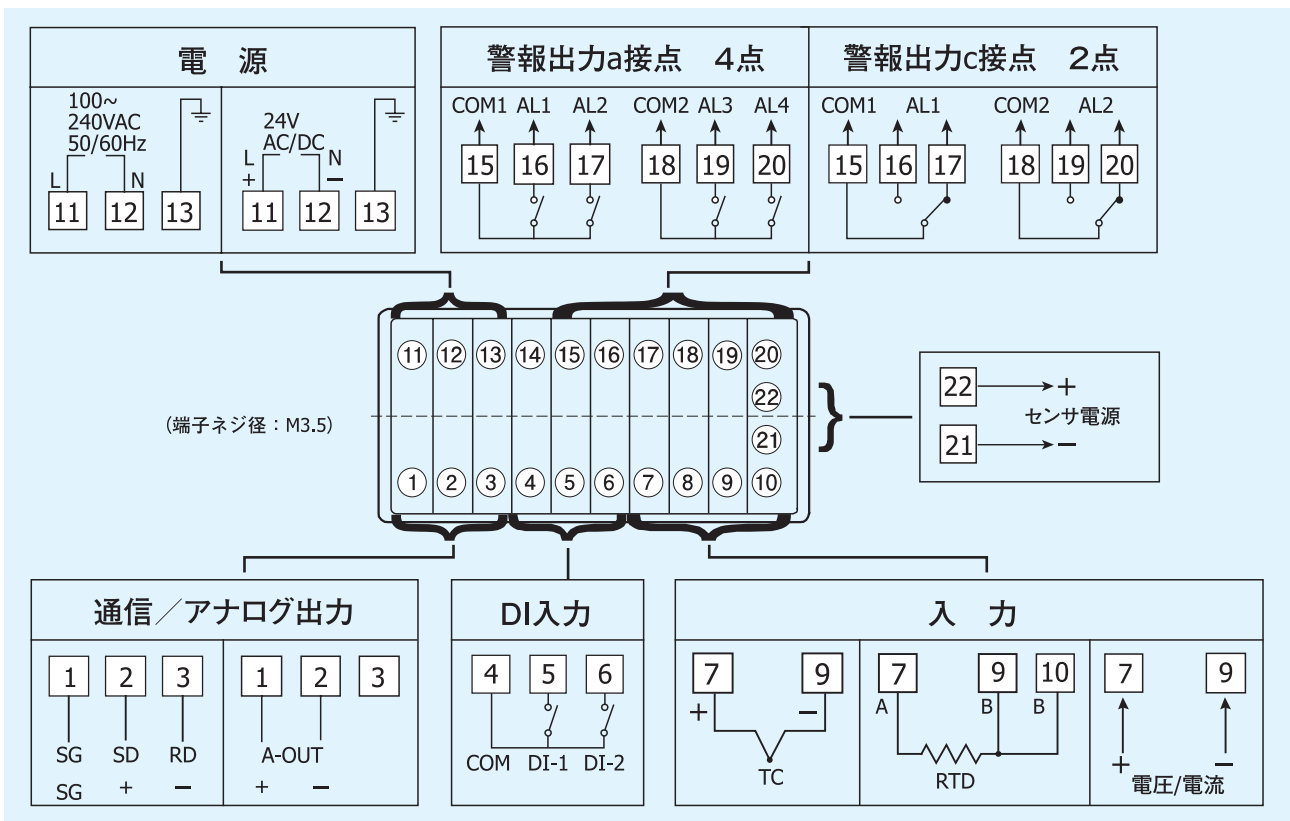 電　源
100~
240VAC
50/60Hz
L N
11 12 13
24V
AC/DC
L N
+ −
11 12 13
警報出力a接点　4点
COM1 AL1 AL2 COM2 AL3 AL4
15 16 17 18 19 20
警報出力c接点　2点
COM1 AL1 COM2 AL2
15 16 17 18 19 20
⑪ ⑫ ⑬ ⑭ ⑮ ⑯ ⑰ ⑱ ⑲ ⑳
㉒
(端子ネジ径：M3.5)
㉑
① ② ③ ④ ⑤ ⑥ ⑦ ⑧ ⑨ ⑩
22 +
センサ電源
21 −
通信／アナログ出力
1 2 3
SG SD RD
SG + −
1 2 3
A-OUT
+ −
DI入力
4 5 6
COM DI-1 DI-2
入　力
7 9
+ −
TC
7 9 10
A B B
RTD
7 9
+ −
電圧/電流